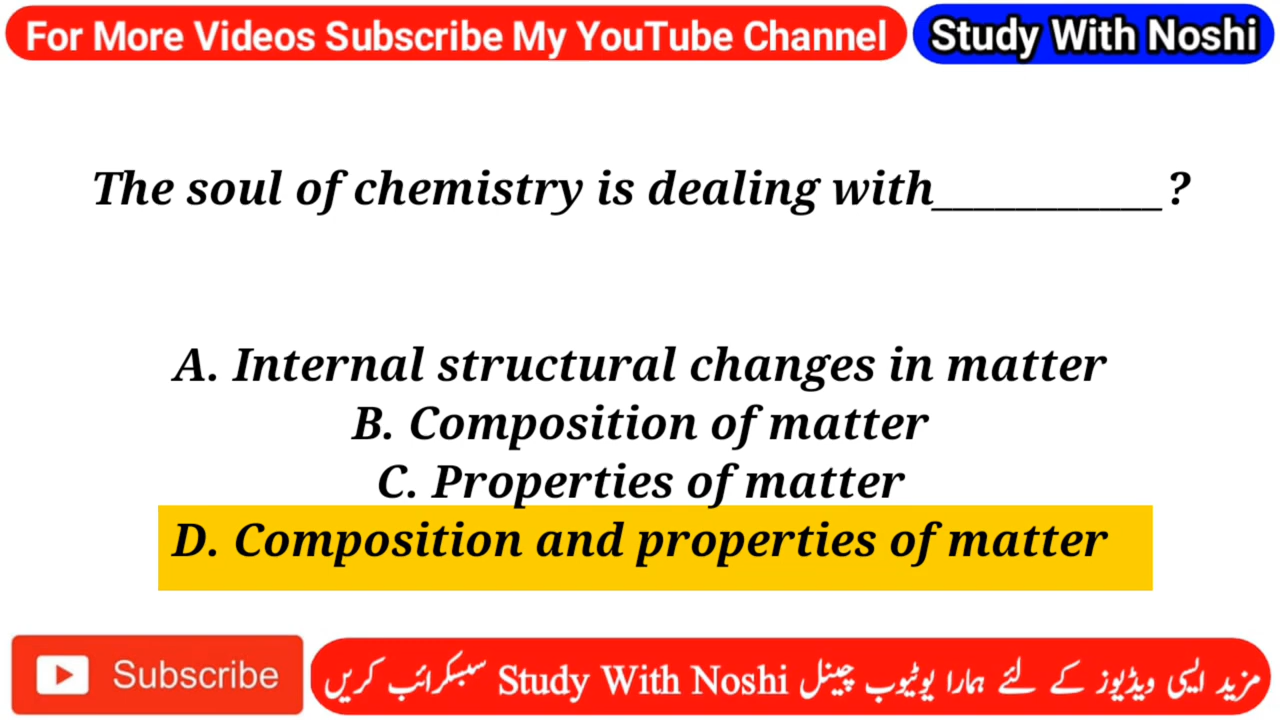 For More Videos Subscribe My YouTube Channel
Study With Noshi
The soul of chemistry is dealing with___________?
A. Internal structural changes in matter
B. Composition of matter
C. Properties of matter
D. Composition and properties of matter
Subscribe
مزید ایسی ویڈیوز کے لئے ہمارا یوٹیوب چینل Study With Noshi سبسکرائب کریں